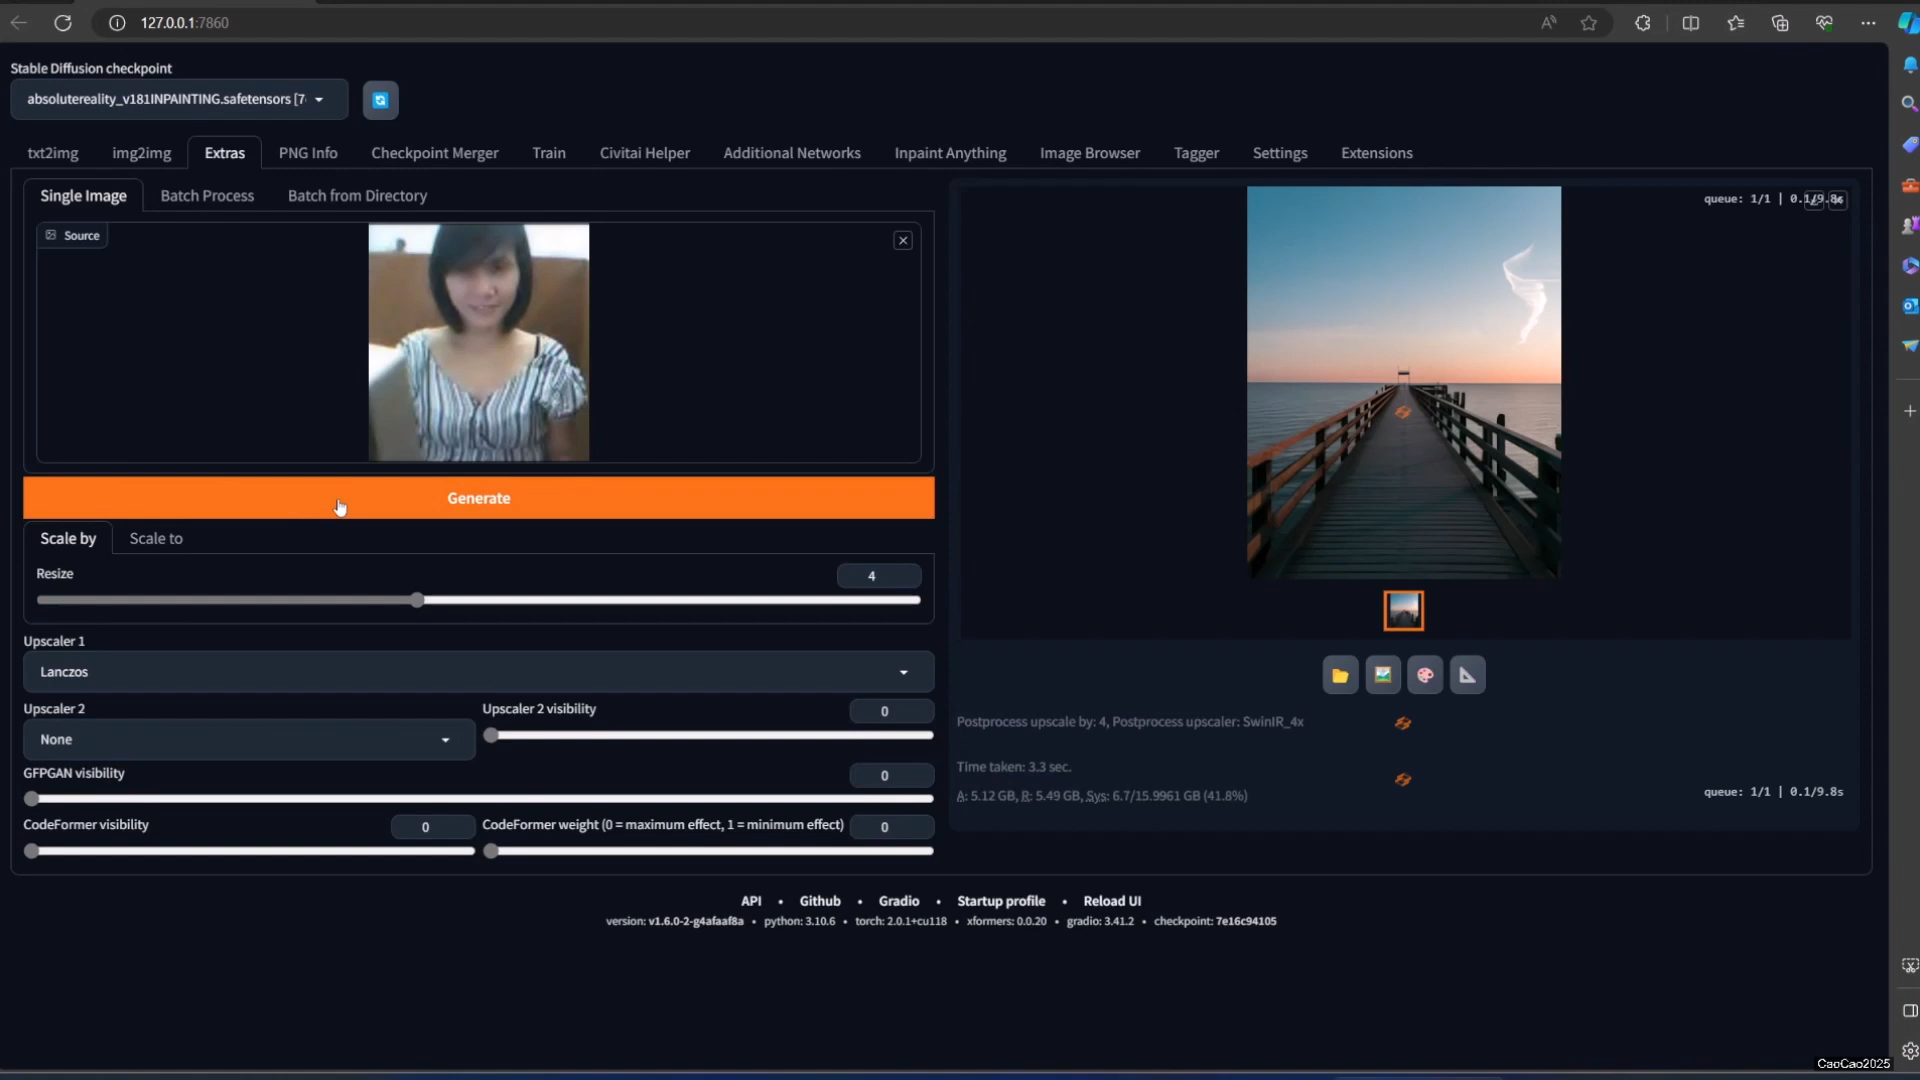 127.0.0.1:7860
Stable Diffusion checkpoint
absolutereality_v181INPAINTING.safetensors [7
txt2img img2img Extras PNG Info Checkpoint Merger Train Civitai Helper Additional Networks Inpaint Anything Image Browser Tagger Settings Extensions
Single Image Batch Process Batch from Directory
Source
queue: 1/1 | 0.1/9.8s
Generate
Scale by Scale to
Resize 4
Upscaler 1
Lanczos
Upscaler 2 Upscaler 2 visibility 0
None
GFPGAN visibility 0
CodeFormer visibility 0 CodeFormer weight (0 = maximum effect, 1 = minimum effect) 0
Postprocess upscale by: 4, Postprocess upscaler: SwinIR_4x
Time taken: 3.3 sec.
A: 5.12 GB, R: 5.49 GB, Sys: 6.7/15.9961 GB (41.8%)
queue: 1/1 | 0.1/9.8s
API • Github • Gradio • Startup profile • Reload UI
version: v1.6.0-2-g4afaaf8a • python: 3.10.6 • torch: 2.0.1+cu118 • xformers: 0.0.20 • gradio: 3.41.2 • checkpoint: 7e16c94105
CaoCao2025